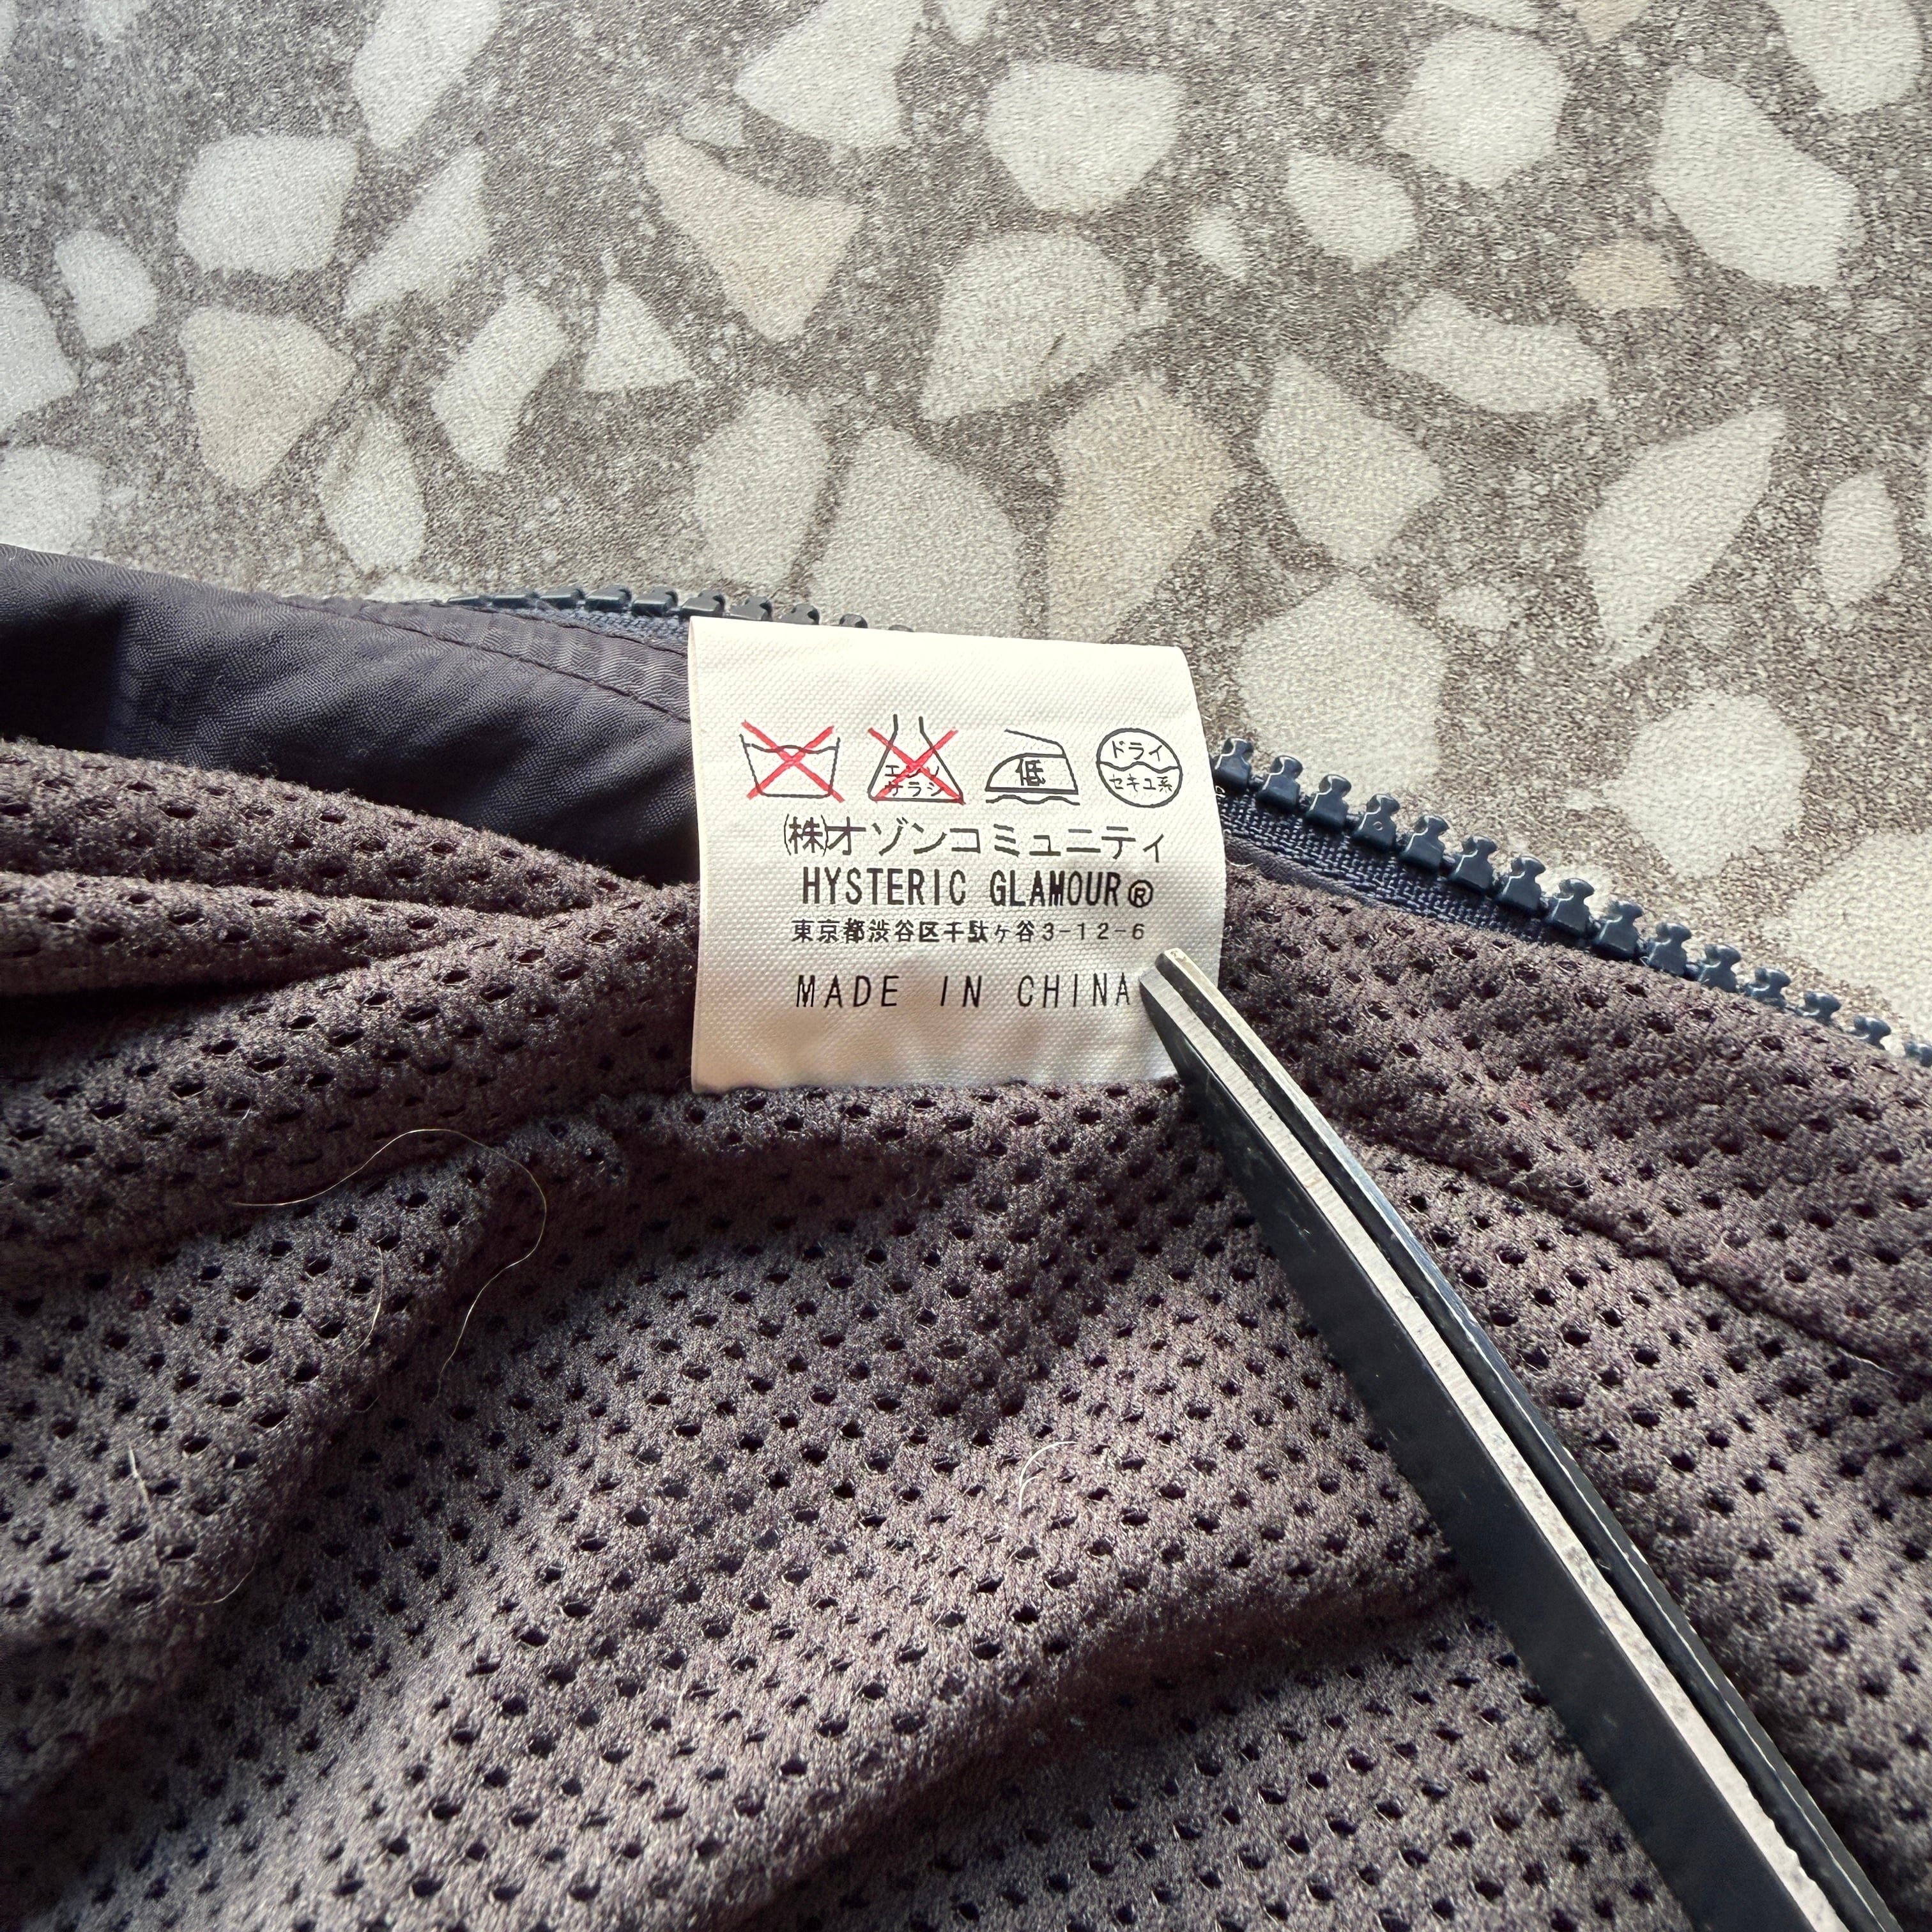 エンソ
サラシ
低
ドライ
セキユ系
(株)オゾンコミュニティ
HYSTERIC GLAMOUR®
東京都渋谷区千駄ヶ谷3-12-6
MADE IN CHINA